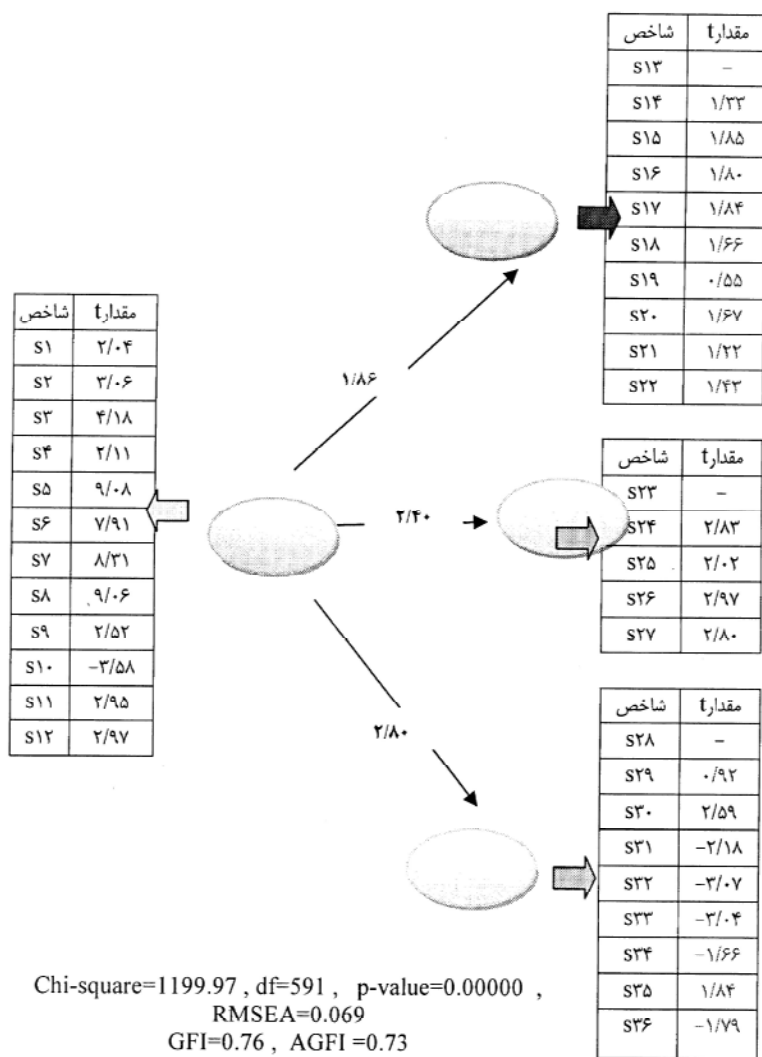 شاخص مقدارt
s۱۳ –
s۱۴ ۱/۳۳
s۱۵ ۱/۸۵
s۱۶ ۱/۸۰
s۱۷ ۱/۸۴
s۱۸ ۱/۶۶
s۱۹ ۰/۵۵
s۲۰ ۱/۶۷
s۲۱ ۱/۲۲
s۲۲ ۱/۴۳
شاخص مقدارt
s۱ ۲/۰۴
s۲ ۳/۰۶
s۳ ۴/۱۸
s۴ ۲/۱۱
s۵ ۹/۰۸
s۶ ۷/۹۱
s۷ ۸/۳۱
s۸ ۹/۰۶
s۹ ۲/۵۲
s۱۰ –۳/۵۸
s۱۱ ۲/۹۵
s۱۲ ۲/۹۷
۱/۸۶
۲/۴۰
۲/۸۰
شاخص مقدارt
s۲۳ –
s۲۴ ۲/۸۳
s۲۵ ۲/۰۲
s۲۶ ۲/۹۷
s۲۷ ۲/۸۰
شاخص مقدارt
s۲۸ –
s۲۹ ۰/۹۲
s۳۰ ۲/۵۹
s۳۱ –۲/۱۸
s۳۲ –۳/۰۷
s۳۳ –۳/۰۴
s۳۴ –۱/۶۶
s۳۵ ۱/۸۴
s۳۶ –۱/۷۹
Chi-square=1199.97 , df=591 , p-value=0.00000 ,
RMSEA=0.069
GFI=0.76 , AGFI =0.73